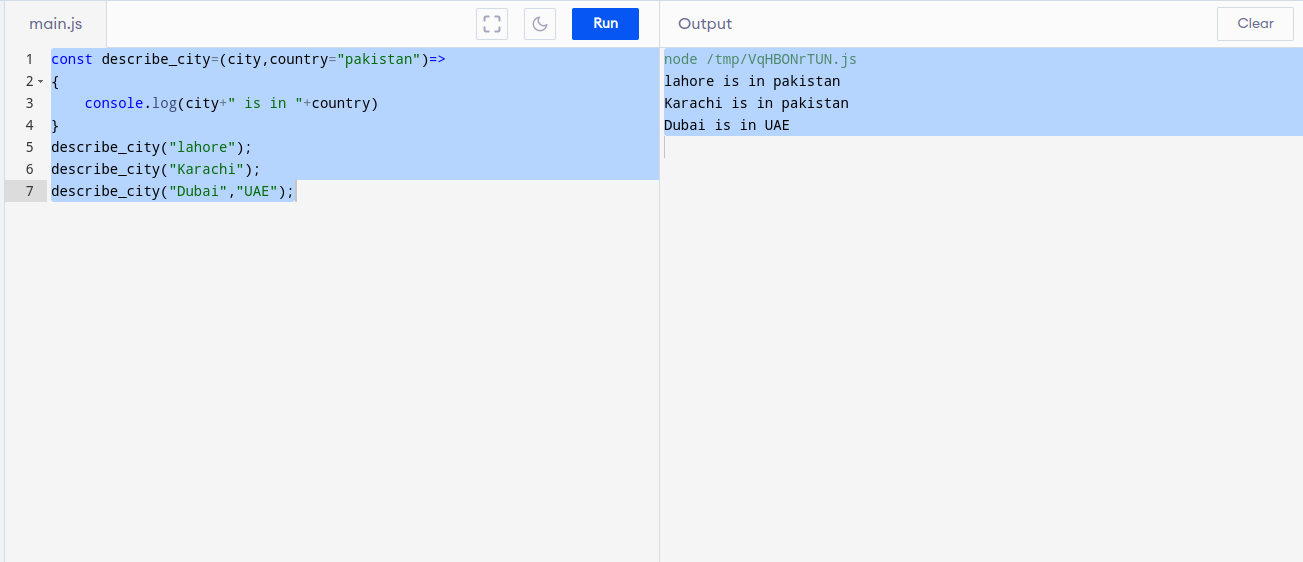 main.js
Run
Output
Clear
1 const describe_city=(city,country="pakistan")=>
2 {
3     console.log(city+" is in "+country)
4 }
5 describe_city("lahore");
6 describe_city("Karachi");
7 describe_city("Dubai","UAE");
node /tmp/VqHBONrTUN.js
lahore is in pakistan
Karachi is in pakistan
Dubai is in UAE